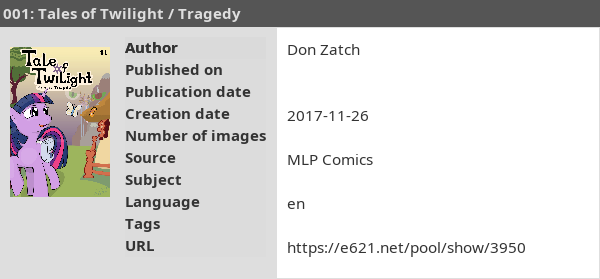 001: Tales of Twilight / Tragedy
Tale of TwiLight
#1
Author Don Zatch
Published on
Publication date
Creation date 2017-11-26
Number of images
Source MLP Comics
Subject
Language en
Tags
URL https://e621.net/pool/show/3950